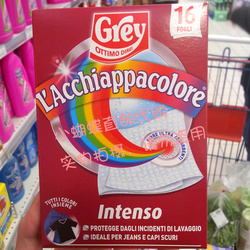 Grey
OTTIMO DIREI
16
FOGLI
L'Acchiappacolore
TUTTI I COLORI
INSIEME
Intenso
PROTEGGE DAGLI INCIDENTI DI LAVAGGIO
IDEALE PER JEANS E CAPI SCURI